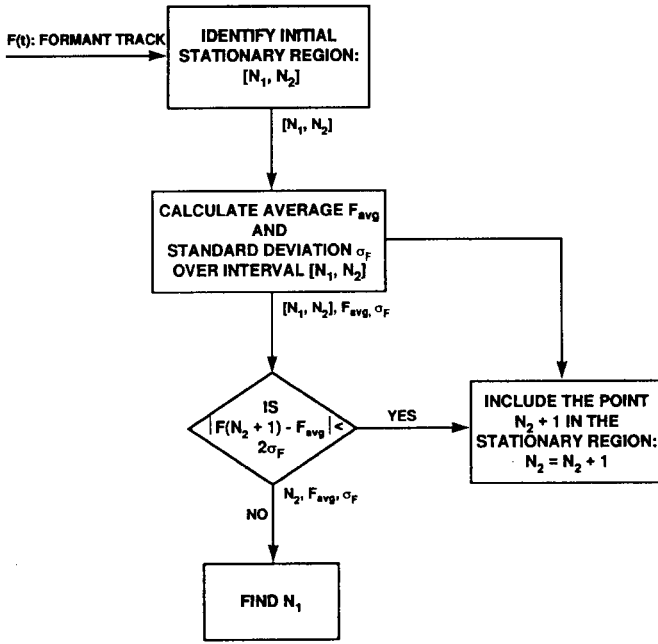 F(t): FORMANT TRACK
IDENTIFY INITIAL
STATIONARY REGION:
[N₁, N₂]
[N₁, N₂]
CALCULATE AVERAGE F_avg
AND
STANDARD DEVIATION σ_F
OVER INTERVAL [N₁, N₂]
[N₁, N₂], F_avg, σ_F
IS
|F(N₂ + 1) - F_avg| <
2σ_F
YES
INCLUDE THE POINT
N₂ + 1 IN THE
STATIONARY REGION:
N₂ = N₂ + 1
N₂, F_avg, σ_F
NO
FIND N₁